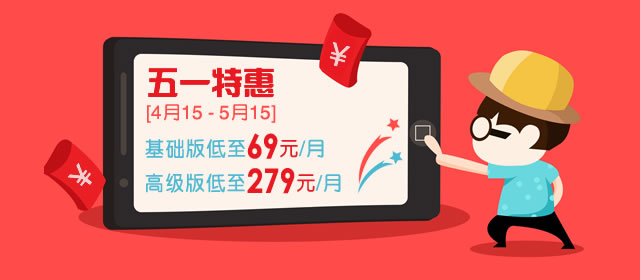 五一特惠
[4月15 - 5月15]
基础版低至69元/月
高级版低至279元/月
¥
¥